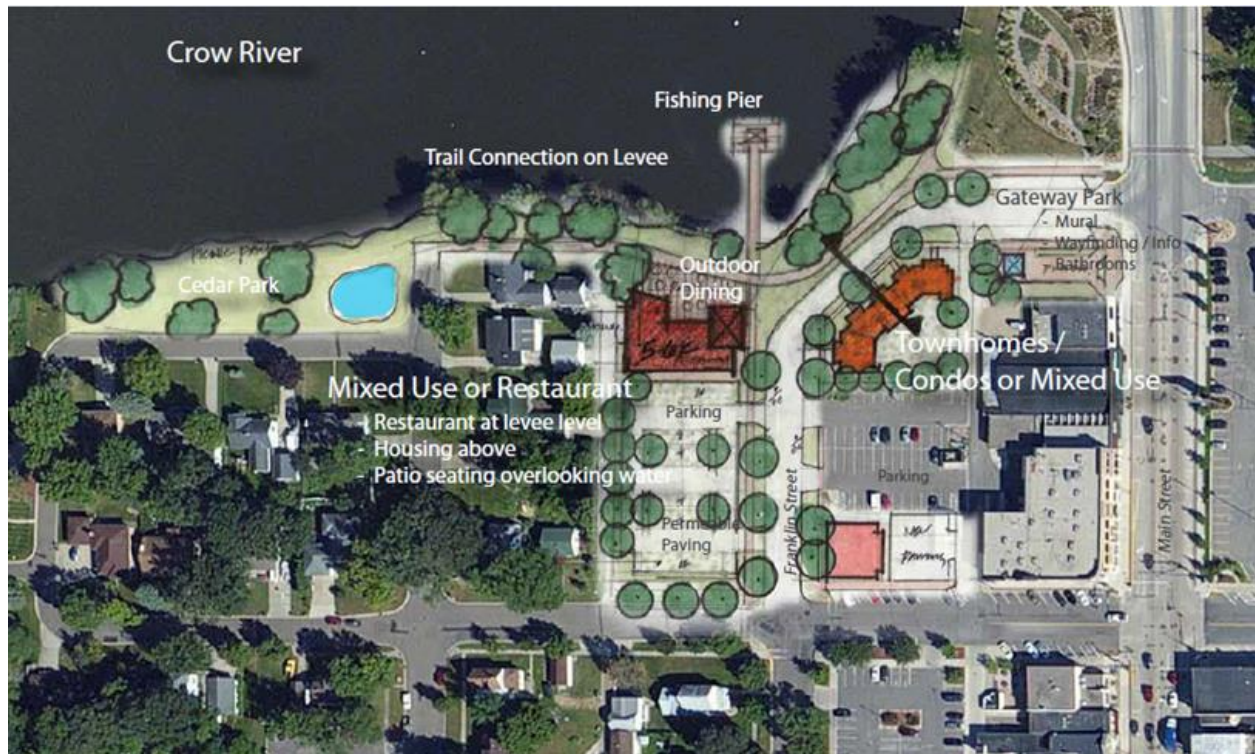 Crow River
Fishing Pier
Trail Connection on Levee
Gateway Park
- Mural
- Wayfinding / Info
- Bathrooms
Picnic
Cedar Park
Outdoor
Dining
Townhomes /
Condos or Mixed Use
Mixed Use or Restaurant
- Restaurant at levee level
- Housing above
- Patio seating overlooking water
Parking
Parking
Permeable
Paving
Franklin Street
Main Street